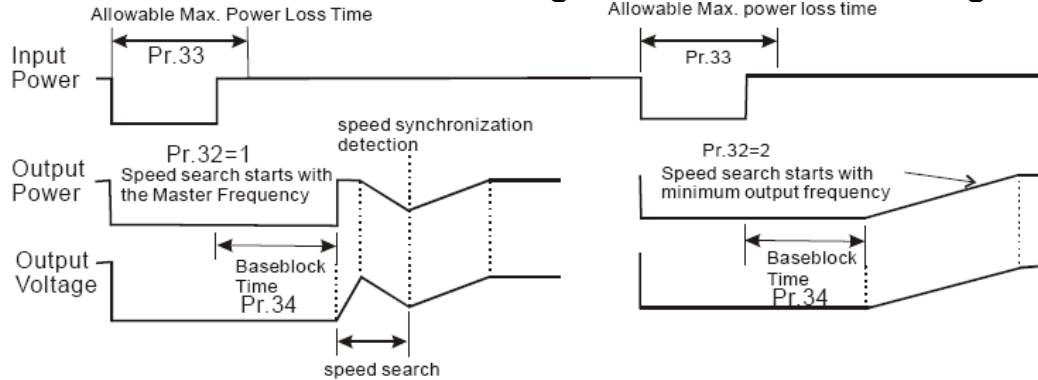 Allowable Max. Power Loss Time
Allowable Max. power loss time
Input
Power
Pr.33
Pr.33
speed synchronization
detection
Output
Power
Pr.32=1
Speed search starts with
the Master Frequency
Pr.32=2
Speed search starts with
minimum output frequency
Output
Voltage
Baseblock
Time
Pr.34
Baseblock
Time
Pr.34
speed search